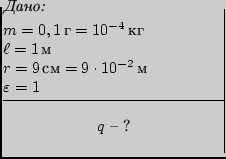 Дано:
m = 0,1 г = 10⁻⁴ кг
ℓ = 1 м
r = 9 см = 9 · 10⁻² м
ε = 1
q – ?